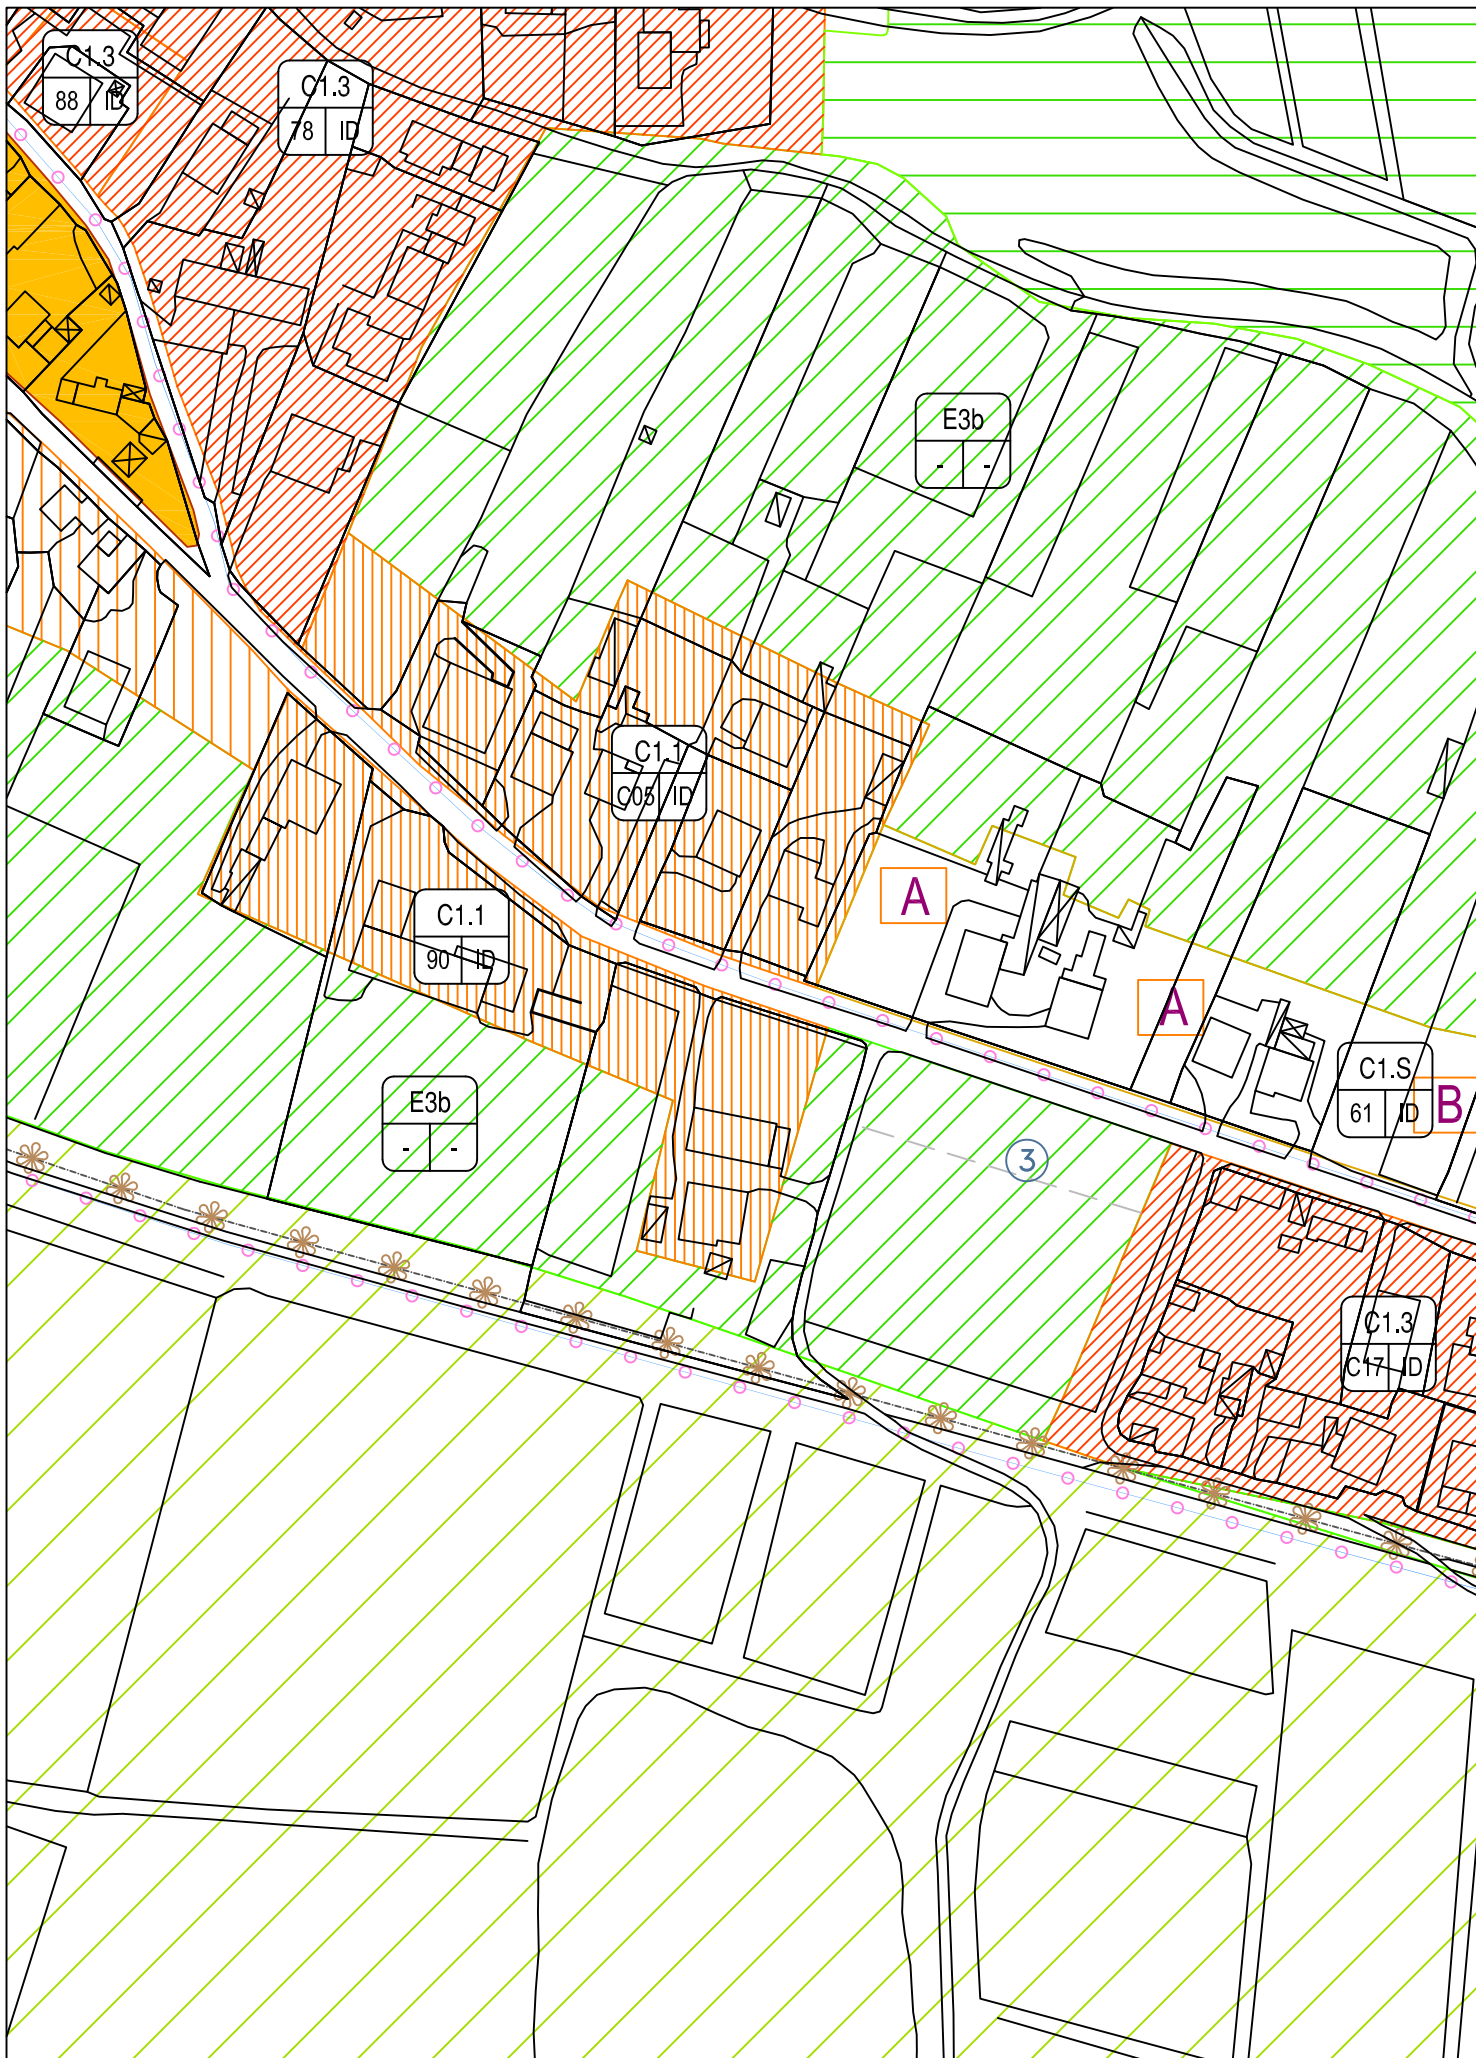 C1.3
88 ID
C1.3
78 ID
E3b
- -
C1.1
C05 ID
A
C1.1
90 ID
A
C1.S
61 ID
B
E3b
- -
3
C1.3
C17 ID